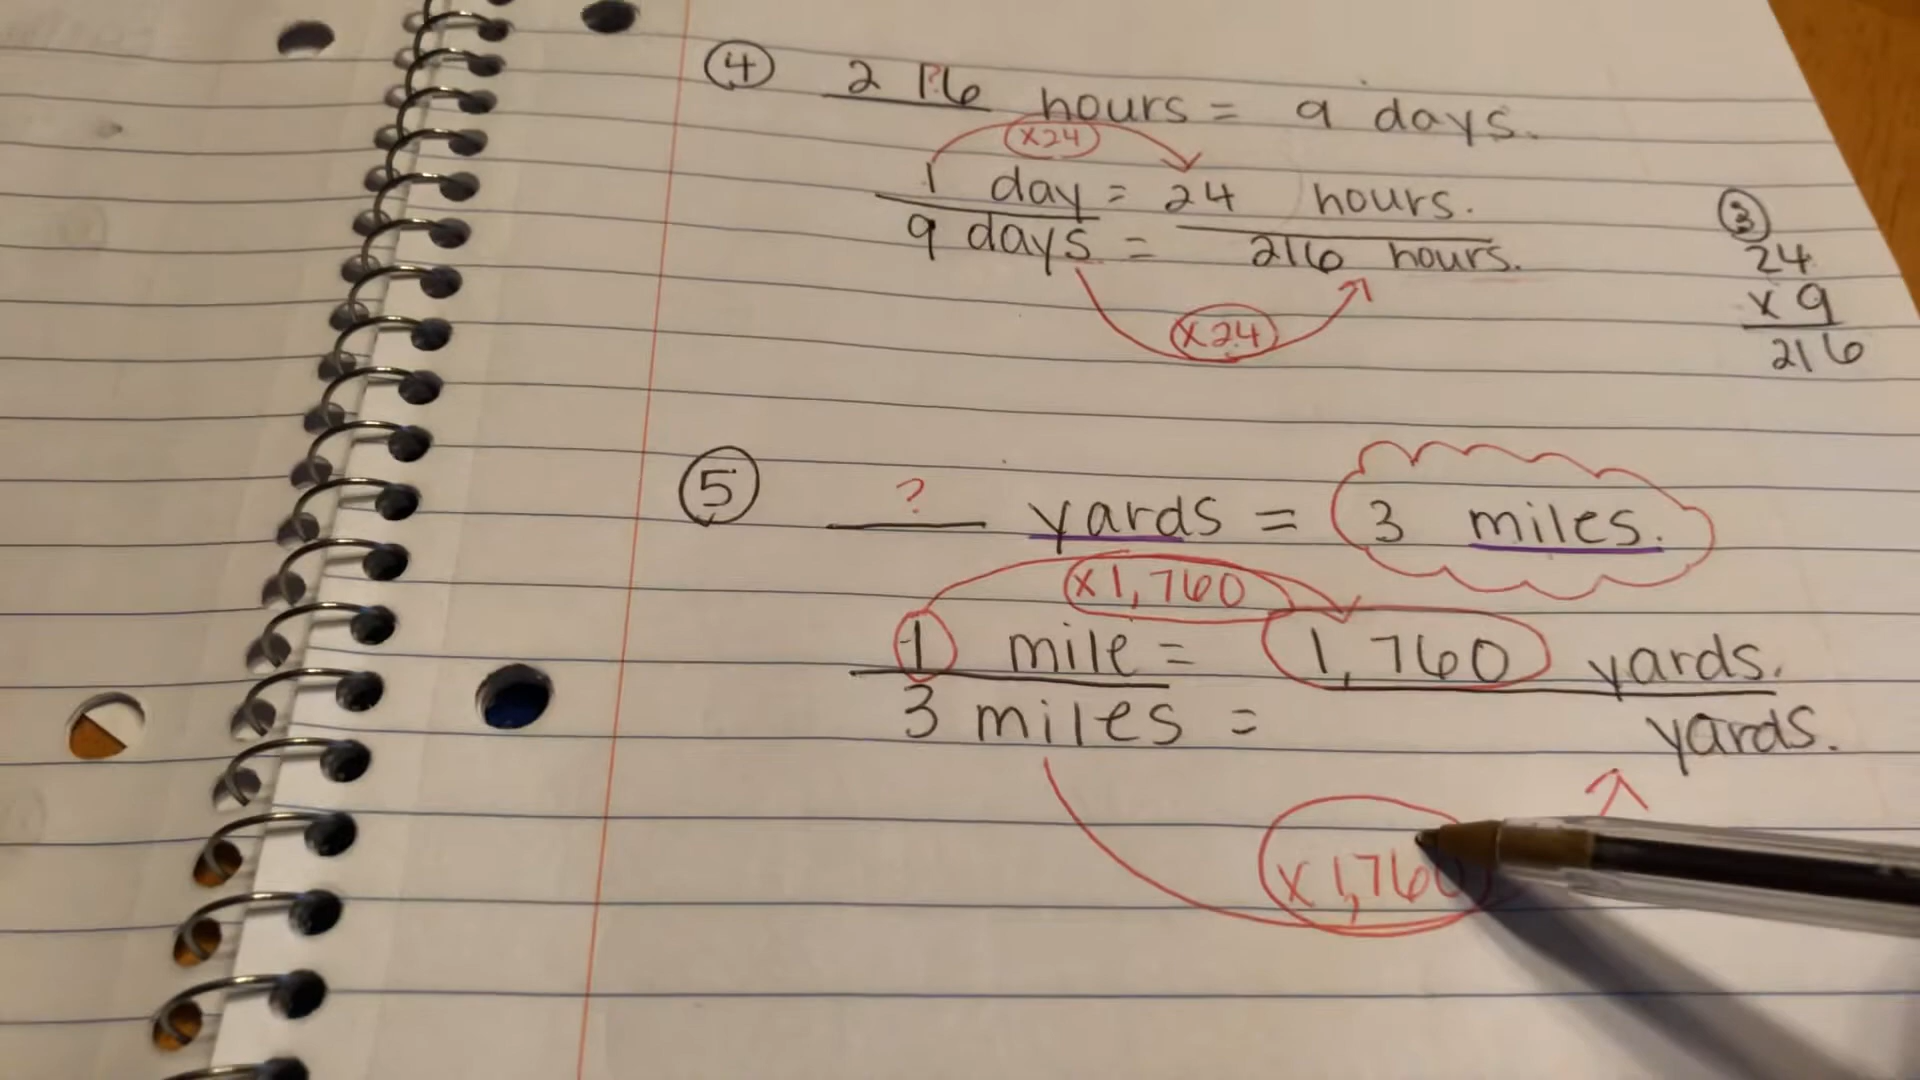 ④ 216 hours = 9 days.
x24
1 day = 24 hours.
9 days = 216 hours.
x24
③
24
x 9
216
⑤ ? yards = 3 miles.
x1,760
1 mile = 1,760 yards.
3 miles = yards.
x1,760